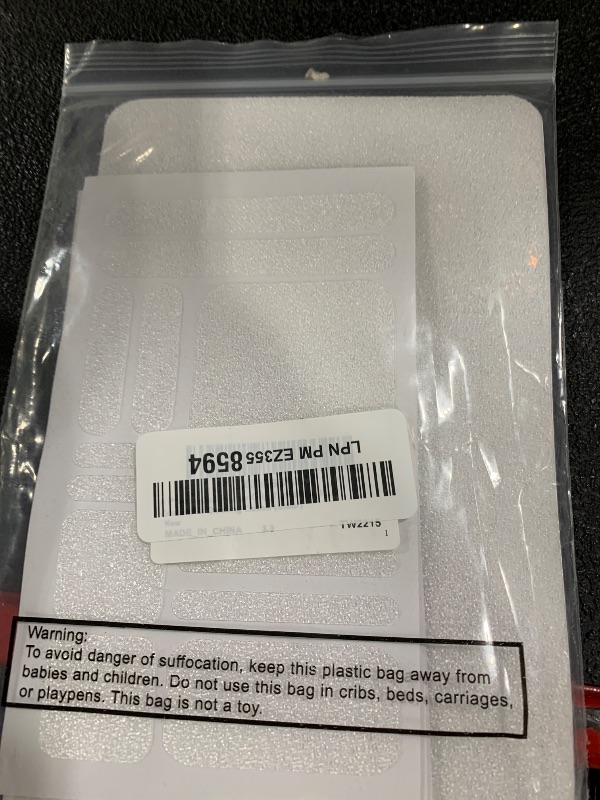 LPN PM EZ355 8594
New
MADE_IN_CHINA 3.3
TW2215
1
Warning:
To avoid danger of suffocation, keep this plastic bag away from
babies and children. Do not use this bag in cribs, beds, carriages,
or playpens. This bag is not a toy.